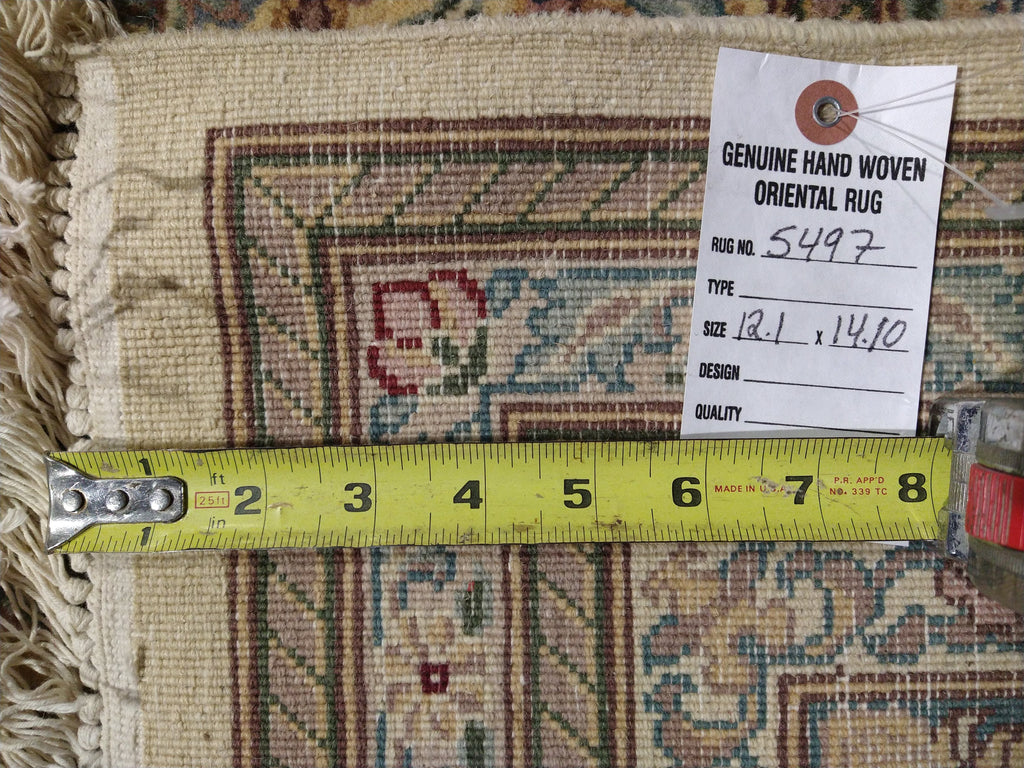 GENUINE HAND WOVEN
ORIENTAL RUG
RUG NO. 5497
TYPE
SIZE 12.1 x 14.10
DESIGN
QUALITY
1 ft 2 3 4 5 6 7 8
25ft
MADE IN U.S.A.
P.R. APP'D
NO. 339 TC
1 in